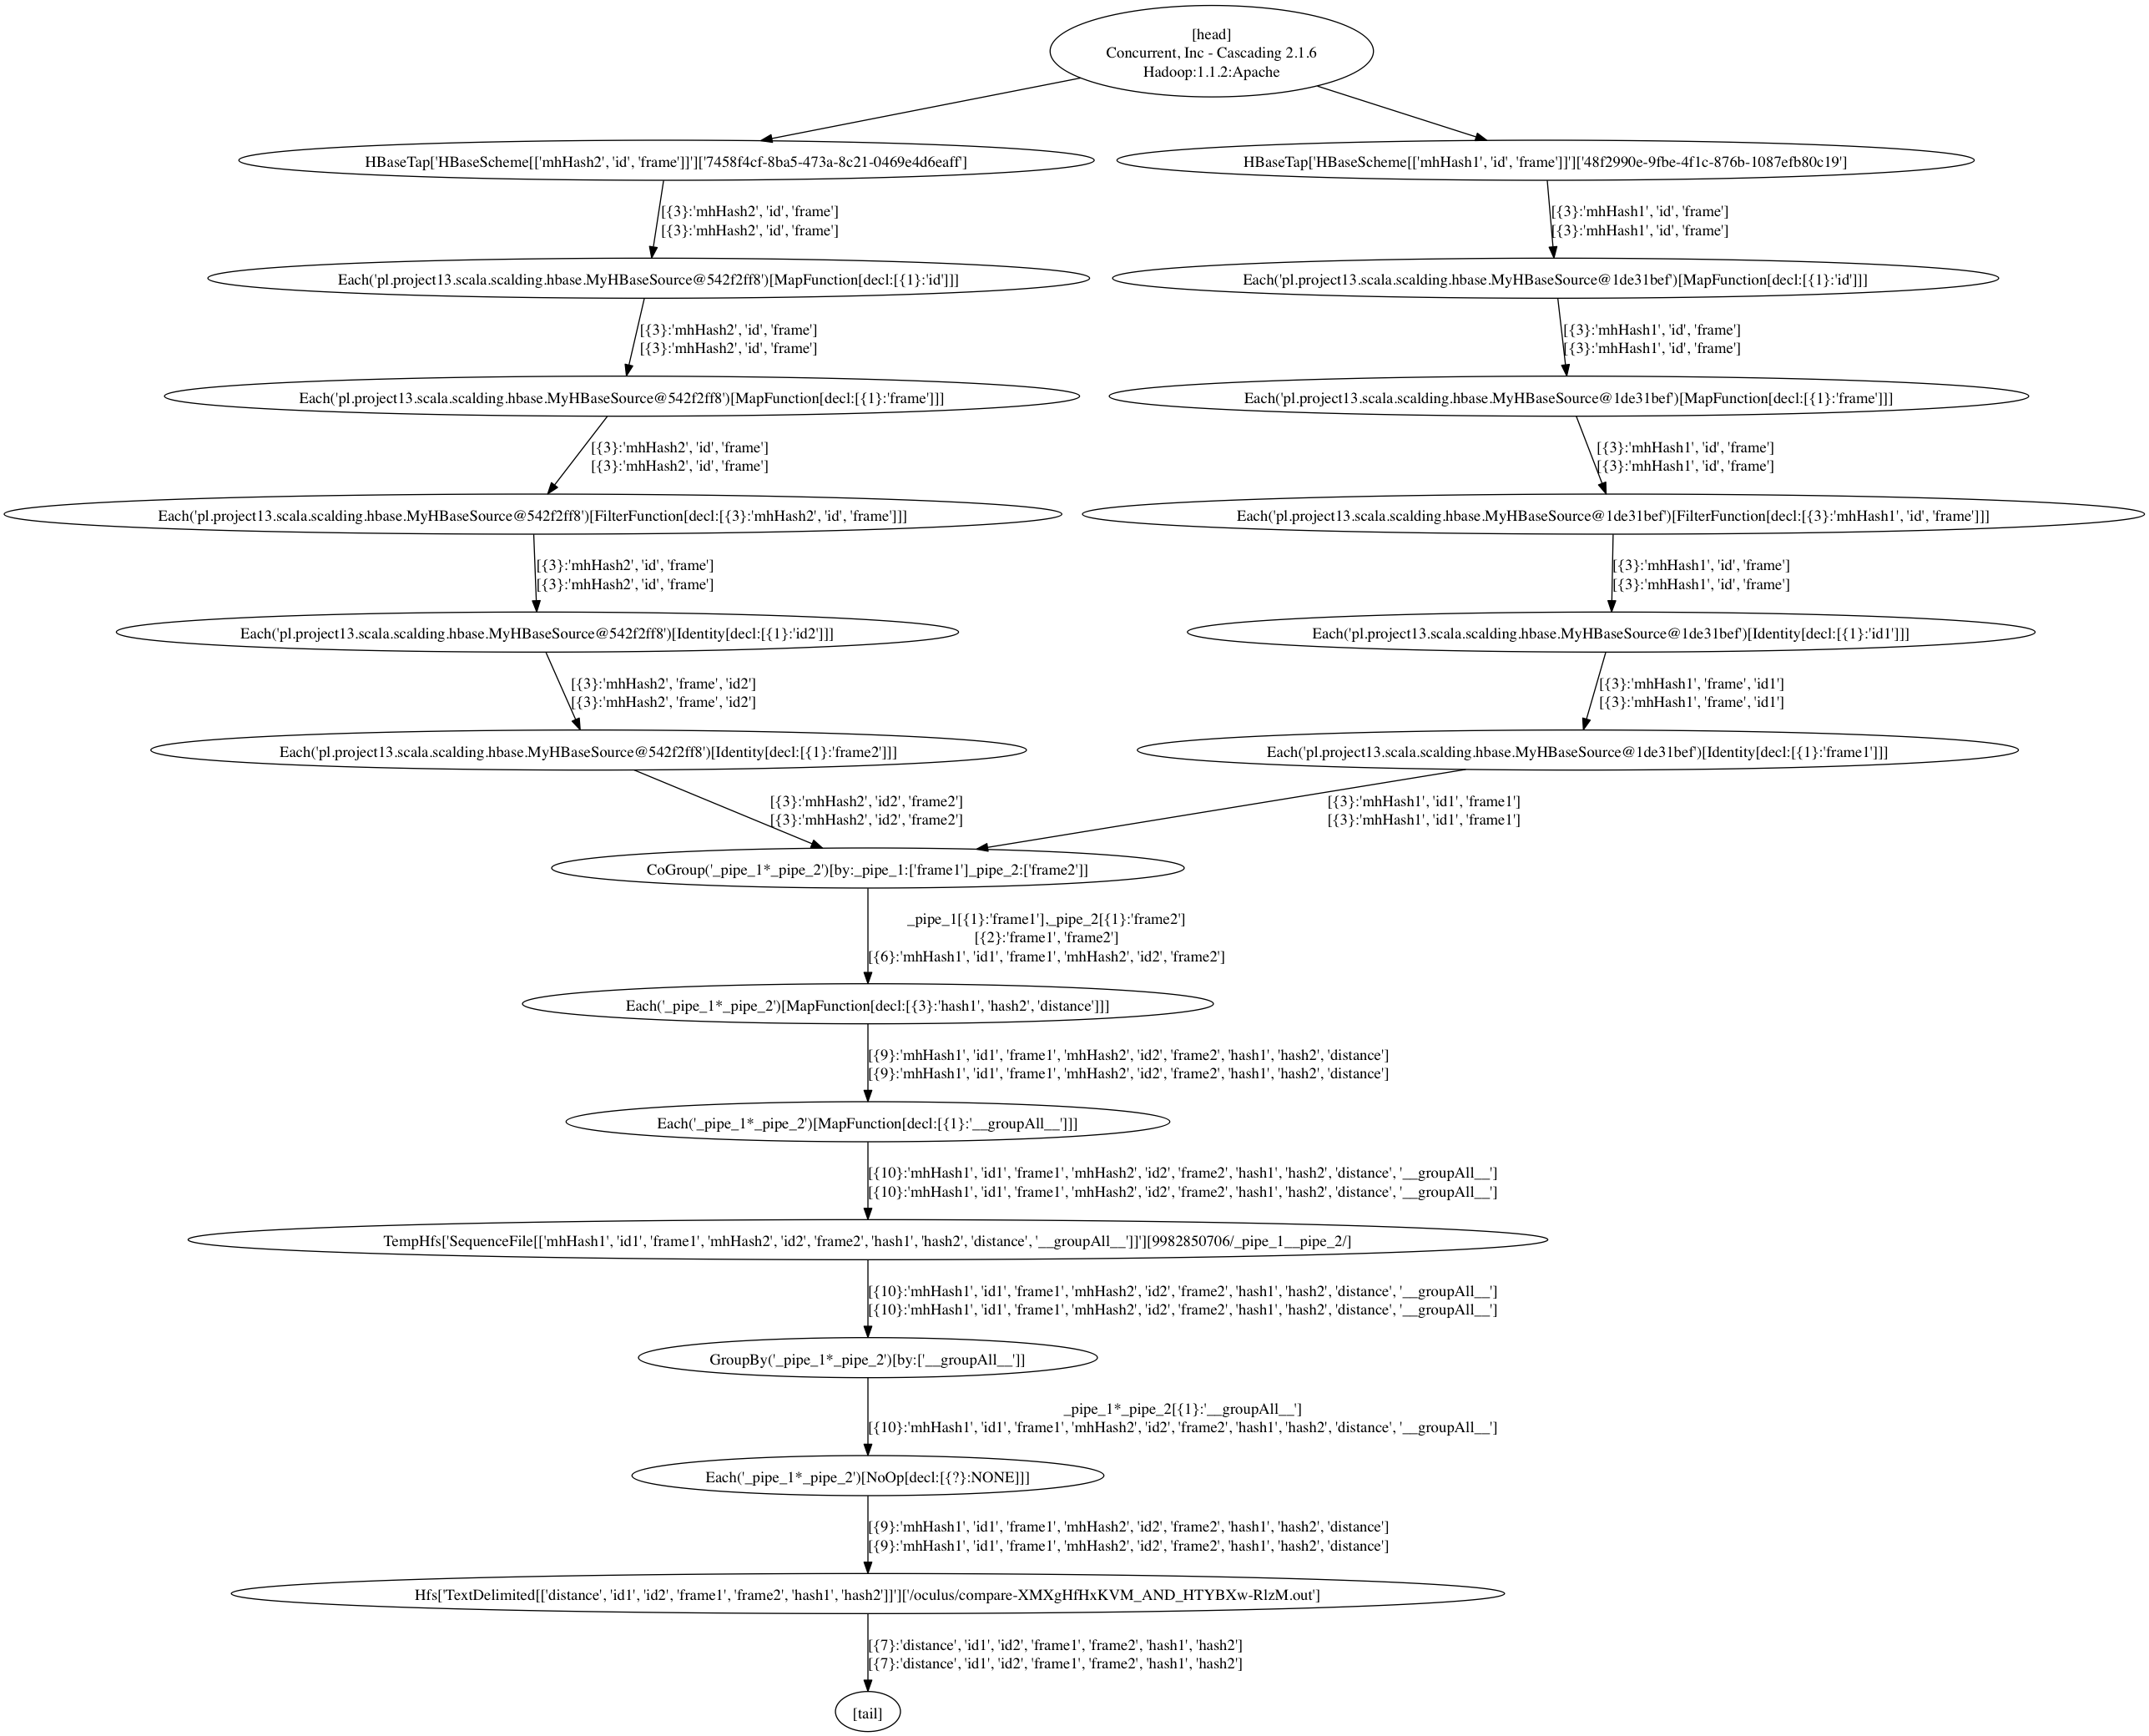 [head]
Concurrent, Inc - Cascading 2.1.6
Hadoop:1.1.2:Apache
HBaseTap['HBaseScheme[['mhHash2', 'id', 'frame']]']['7458f4cf-8ba5-473a-8c21-0469e4d6eaff']
HBaseTap['HBaseScheme[['mhHash1', 'id', 'frame']]']['48f2990e-9fbe-4f1c-876b-1087efb80c19']
[{3}:'mhHash2', 'id', 'frame']
[{3}:'mhHash2', 'id', 'frame']
[{3}:'mhHash1', 'id', 'frame']
[{3}:'mhHash1', 'id', 'frame']
Each('pl.project13.scala.scalding.hbase.MyHBaseSource@542f2ff8')[MapFunction[decl:[{1}:'id']]]
Each('pl.project13.scala.scalding.hbase.MyHBaseSource@1de31bef')[MapFunction[decl:[{1}:'id']]]
[{3}:'mhHash2', 'id', 'frame']
[{3}:'mhHash2', 'id', 'frame']
[{3}:'mhHash1', 'id', 'frame']
[{3}:'mhHash1', 'id', 'frame']
Each('pl.project13.scala.scalding.hbase.MyHBaseSource@542f2ff8')[MapFunction[decl:[{1}:'frame']]]
Each('pl.project13.scala.scalding.hbase.MyHBaseSource@1de31bef')[MapFunction[decl:[{1}:'frame']]]
[{3}:'mhHash2', 'id', 'frame']
[{3}:'mhHash2', 'id', 'frame']
[{3}:'mhHash1', 'id', 'frame']
[{3}:'mhHash1', 'id', 'frame']
Each('pl.project13.scala.scalding.hbase.MyHBaseSource@542f2ff8')[FilterFunction[decl:[{3}:'mhHash2', 'id', 'frame']]]
Each('pl.project13.scala.scalding.hbase.MyHBaseSource@1de31bef')[FilterFunction[decl:[{3}:'mhHash1', 'id', 'frame']]]
[{3}:'mhHash2', 'id', 'frame']
[{3}:'mhHash2', 'id', 'frame']
[{3}:'mhHash1', 'id', 'frame']
[{3}:'mhHash1', 'id', 'frame']
Each('pl.project13.scala.scalding.hbase.MyHBaseSource@542f2ff8')[Identity[decl:[{1}:'id2']]]
Each('pl.project13.scala.scalding.hbase.MyHBaseSource@1de31bef')[Identity[decl:[{1}:'id1']]]
[{3}:'mhHash2', 'frame', 'id2']
[{3}:'mhHash2', 'frame', 'id2']
[{3}:'mhHash1', 'frame', 'id1']
[{3}:'mhHash1', 'frame', 'id1']
Each('pl.project13.scala.scalding.hbase.MyHBaseSource@542f2ff8')[Identity[decl:[{1}:'frame2']]]
Each('pl.project13.scala.scalding.hbase.MyHBaseSource@1de31bef')[Identity[decl:[{1}:'frame1']]]
[{3}:'mhHash2', 'id2', 'frame2']
[{3}:'mhHash2', 'id2', 'frame2']
[{3}:'mhHash1', 'id1', 'frame1']
[{3}:'mhHash1', 'id1', 'frame1']
CoGroup('_pipe_1*_pipe_2')[by:_pipe_1:['frame1']_pipe_2:['frame2']]
_pipe_1[{1}:'frame1'],_pipe_2[{1}:'frame2']
[{2}:'frame1', 'frame2']
[{6}:'mhHash1', 'id1', 'frame1', 'mhHash2', 'id2', 'frame2']
Each('_pipe_1*_pipe_2')[MapFunction[decl:[{3}:'hash1', 'hash2', 'distance']]]
[{9}:'mhHash1', 'id1', 'frame1', 'mhHash2', 'id2', 'frame2', 'hash1', 'hash2', 'distance']
[{9}:'mhHash1', 'id1', 'frame1', 'mhHash2', 'id2', 'frame2', 'hash1', 'hash2', 'distance']
Each('_pipe_1*_pipe_2')[MapFunction[decl:[{1}:'__groupAll__']]]
[{10}:'mhHash1', 'id1', 'frame1', 'mhHash2', 'id2', 'frame2', 'hash1', 'hash2', 'distance', '__groupAll__']
[{10}:'mhHash1', 'id1', 'frame1', 'mhHash2', 'id2', 'frame2', 'hash1', 'hash2', 'distance', '__groupAll__']
TempHfs['SequenceFile[['mhHash1', 'id1', 'frame1', 'mhHash2', 'id2', 'frame2', 'hash1', 'hash2', 'distance', '__groupAll__']]'][9982850706/_pipe_1__pipe_2/]
[{10}:'mhHash1', 'id1', 'frame1', 'mhHash2', 'id2', 'frame2', 'hash1', 'hash2', 'distance', '__groupAll__']
[{10}:'mhHash1', 'id1', 'frame1', 'mhHash2', 'id2', 'frame2', 'hash1', 'hash2', 'distance', '__groupAll__']
GroupBy('_pipe_1*_pipe_2')[by:['__groupAll__']]
_pipe_1*_pipe_2[{1}:'__groupAll__']
[{10}:'mhHash1', 'id1', 'frame1', 'mhHash2', 'id2', 'frame2', 'hash1', 'hash2', 'distance', '__groupAll__']
Each('_pipe_1*_pipe_2')[NoOp[decl:[{?}:NONE]]]
[{9}:'mhHash1', 'id1', 'frame1', 'mhHash2', 'id2', 'frame2', 'hash1', 'hash2', 'distance']
[{9}:'mhHash1', 'id1', 'frame1', 'mhHash2', 'id2', 'frame2', 'hash1', 'hash2', 'distance']
Hfs['TextDelimited[['distance', 'id1', 'id2', 'frame1', 'frame2', 'hash1', 'hash2']]']['/oculus/compare-XMXgHfHxKVM_AND_HTYBXw-RlzM.out']
[{7}:'distance', 'id1', 'id2', 'frame1', 'frame2', 'hash1', 'hash2']
[{7}:'distance', 'id1', 'id2', 'frame1', 'frame2', 'hash1', 'hash2']
[tail]